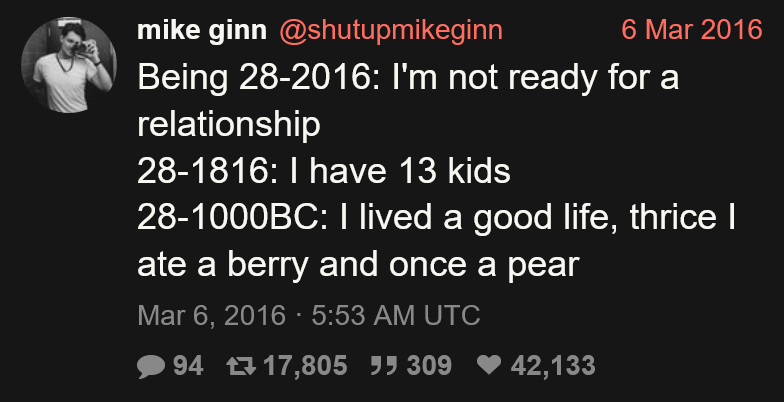 mike ginn @shutupmikeginn 6 Mar 2016
Being 28-2016: I'm not ready for a
relationship
28-1816: I have 13 kids
28-1000BC: I lived a good life, thrice I
ate a berry and once a pear
Mar 6, 2016 · 5:53 AM UTC
94 17,805 309 42,133